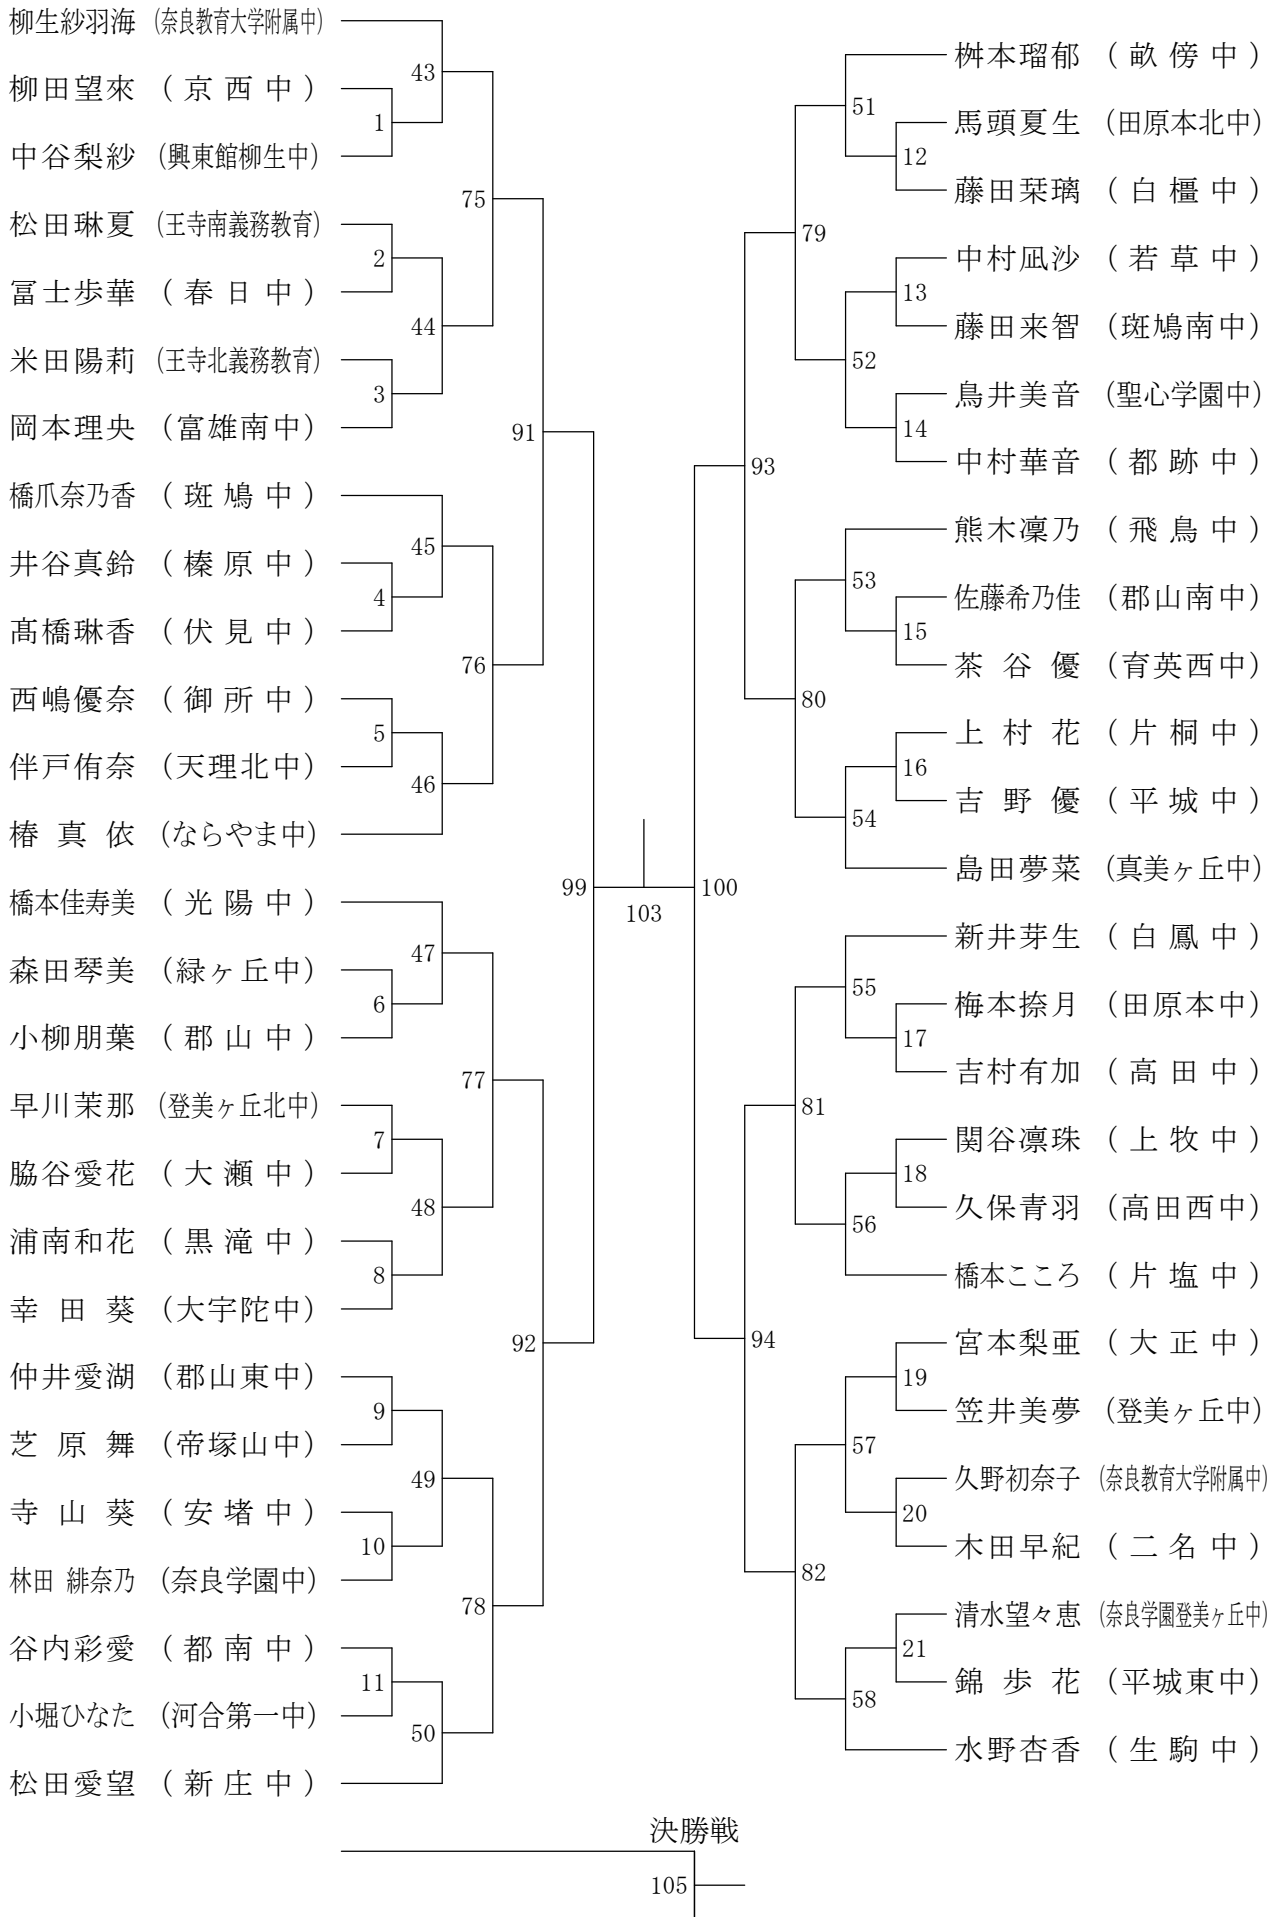 柳生紗羽海 (奈良教育大学附属中)
43
柳田望來 (京西中)
1
中谷梨紗 (興東館柳生中)
75
松田琳夏 (王寺南義務教育)
2
冨士歩華 (春日中)
44
米田陽莉 (王寺北義務教育)
3
岡本理央 (富雄南中)
91
橋爪奈乃香 (斑鳩中)
45
井谷真鈴 (榛原中)
4
髙橋琳香 (伏見中)
76
西嶋優奈 (御所中)
5
伴戸侑奈 (天理北中)
46
椿真依 (ならやま中)
99
橋本佳寿美 (光陽中)
47
森田琴美 (緑ヶ丘中)
6
小柳朋葉 (郡山中)
77
早川茉那 (登美ヶ丘北中)
7
脇谷愛花 (大瀬中)
48
浦南和花 (黒滝中)
8
幸田葵 (大宇陀中)
92
仲井愛湖 (郡山東中)
9
芝原舞 (帝塚山中)
49
寺山葵 (安堵中)
10
林田 緋奈乃 (奈良学園中)
78
谷内彩愛 (都南中)
11
小堀ひなた (河合第一中)
50
松田愛望 (新庄中)
103
桝本瑠郁 (畝傍中)
51
馬頭夏生 (田原本北中)
12
藤田栞璃 (白橿中)
79
中村凪沙 (若草中)
13
藤田来智 (斑鳩南中)
52
鳥井美音 (聖心学園中)
14
中村華音 (都跡中)
93
熊木凜乃 (飛鳥中)
53
佐藤希乃佳 (郡山南中)
15
茶谷優 (育英西中)
80
上村花 (片桐中)
16
吉野優 (平城中)
54
島田夢菜 (真美ヶ丘中)
100
新井芽生 (白鳳中)
55
梅本捺月 (田原本中)
17
吉村有加 (高田中)
81
関谷凛珠 (上牧中)
18
久保青羽 (高田西中)
56
橋本こころ (片塩中)
94
宮本梨亜 (大正中)
19
笠井美夢 (登美ヶ丘中)
57
久野初奈子 (奈良教育大学附属中)
20
木田早紀 (二名中)
82
清水望々恵 (奈良学園登美ヶ丘中)
21
錦歩花 (平城東中)
58
水野杏香 (生駒中)
決勝戦
105